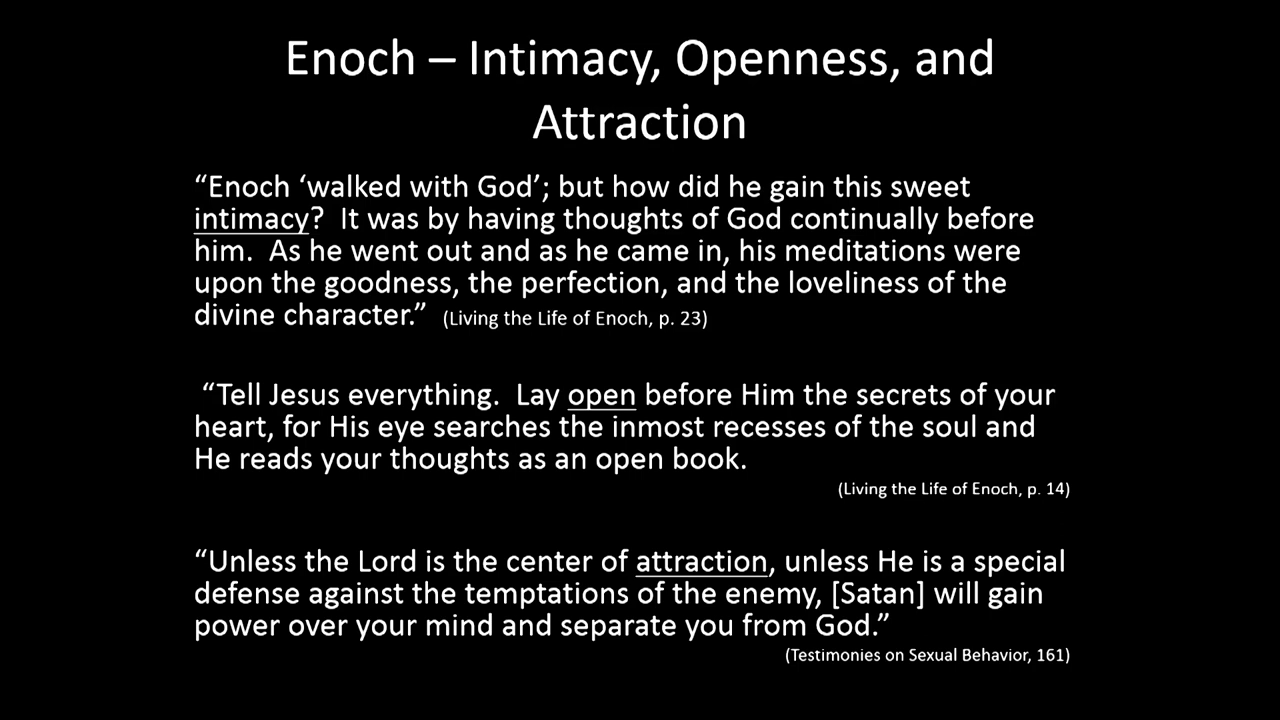 Enoch – Intimacy, Openness, and
Attraction
“Enoch ‘walked with God’; but how did he gain this sweet
intimacy?  It was by having thoughts of God continually before
him.  As he went out and as he came in, his meditations were
upon the goodness, the perfection, and the loveliness of the
divine character.”  (Living the Life of Enoch, p. 23)
“Tell Jesus everything.  Lay open before Him the secrets of your
heart, for His eye searches the inmost recesses of the soul and
He reads your thoughts as an open book.
(Living the Life of Enoch, p. 14)
“Unless the Lord is the center of attraction, unless He is a special
defense against the temptations of the enemy, [Satan] will gain
power over your mind and separate you from God.”
(Testimonies on Sexual Behavior, 161)